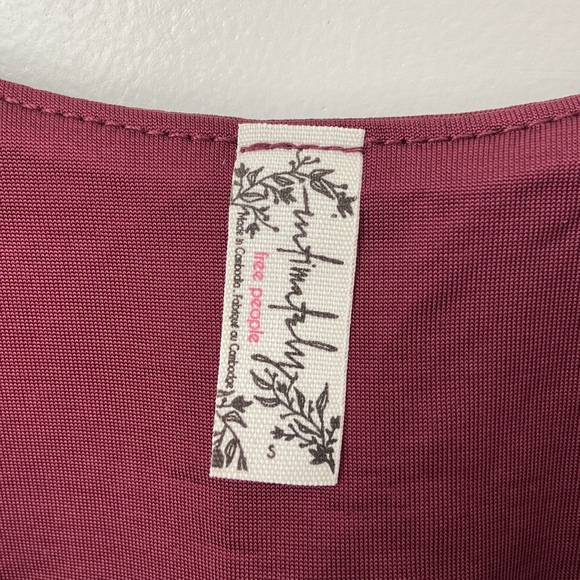 intimately
free people
Made in Cambodia . Fabriqué au Cambodge
S